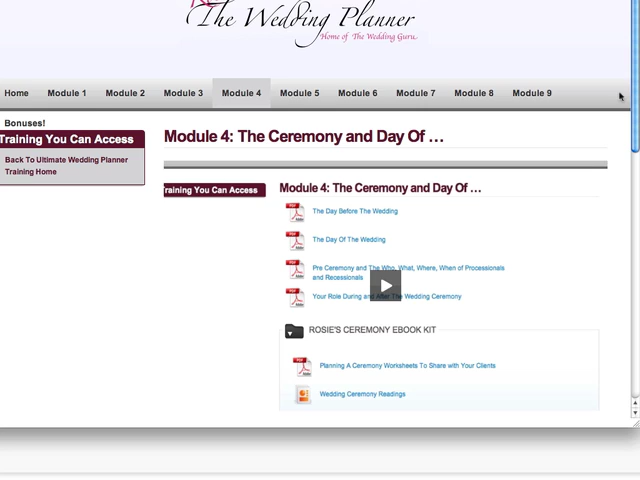 The Wedding Planner
Home of The Wedding Guru
Home Module 1 Module 2 Module 3 Module 4 Module 5 Module 6 Module 7 Module 8 Module 9
Bonuses!
Training You Can Access
Back To Ultimate Wedding Planner
Training Home
Module 4: The Ceremony and Day Of …
raining You Can Access
Module 4: The Ceremony and Day Of …
The Day Before The Wedding
The Day Of The Wedding
Pre Ceremony and The Who, What, Where, When of Processionals
and Recessionals
Your Role During and After The Wedding Ceremony
ROSIE'S CEREMONY EBOOK KIT
Planning A Ceremony Worksheets To Share with Your Clients
Wedding Ceremony Readings